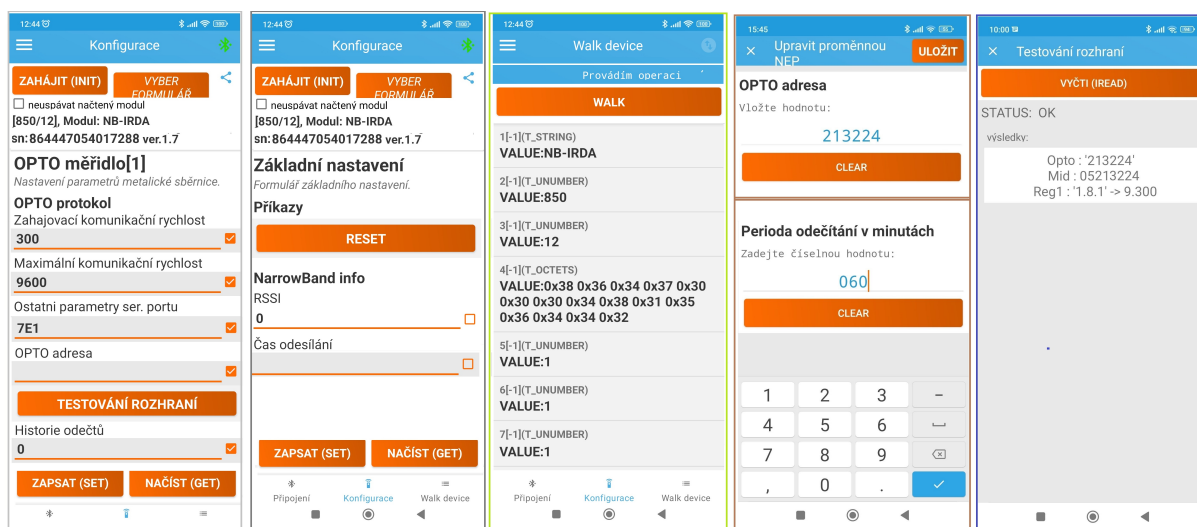 12:44
Konfigurace
ZAHÁJIT (INIT)
VYBER
FORMULÁŘ
neuspávat načtený modul
[850/12], Modul: NB-IRDA
sn:864447054017288 ver.1.7
OPTO měřidlo[1]
Nastavení parametrů metalické sběrnice.
OPTO protokol
Zahajovací komunikační rychlost
300
Maximální komunikační rychlost
9600
Ostatni parametry ser. portu
7E1
OPTO adresa
TESTOVÁNÍ ROZHRANÍ
Historie odečtů
0
ZAPSAT (SET)
NAČÍST (GET)
12:44
Konfigurace
ZAHÁJIT (INIT)
VYBER
FORMULÁŘ
neuspávat načtený modul
[850/12], Modul: NB-IRDA
sn:864447054017288 ver.1.7
Základní nastavení
Formulář základního nastavení.
Příkazy
RESET
NarrowBand info
RSSI
0
Čas odesílání
ZAPSAT (SET)
NAČÍST (GET)
Připojení
Konfigurace
Walk device
12:44
Walk device
Provádím operaci
WALK
1[-1](T_STRING)
VALUE:NB-IRDA
2[-1](T_UNUMBER)
VALUE:850
3[-1](T_UNUMBER)
VALUE:12
4[-1](T_OCTETS)
VALUE:0x38 0x36 0x34 0x37 0x30
0x30 0x30 0x34 0x38 0x31 0x35
0x36 0x34 0x34 0x32
5[-1](T_UNUMBER)
VALUE:1
6[-1](T_UNUMBER)
VALUE:1
7[-1](T_UNUMBER)
VALUE:1
Připojení
Konfigurace
Walk device
15:45
Upravit proměnnou
NEP
ULOŽIT
OPTO adresa
Vložte hodnotu:
213224
CLEAR
Perioda odečítání v minutách
Zadejte číselnou hodnotu:
060
CLEAR
1 2 3 -
4 5 6
7 8 9
, 0 .
10:00
Testování rozhraní
VYČTI (IREAD)
STATUS: OK
výsledky:
Opto : '213224'
Mid : 05213224
Reg1 : '1.8.1' -> 9.300